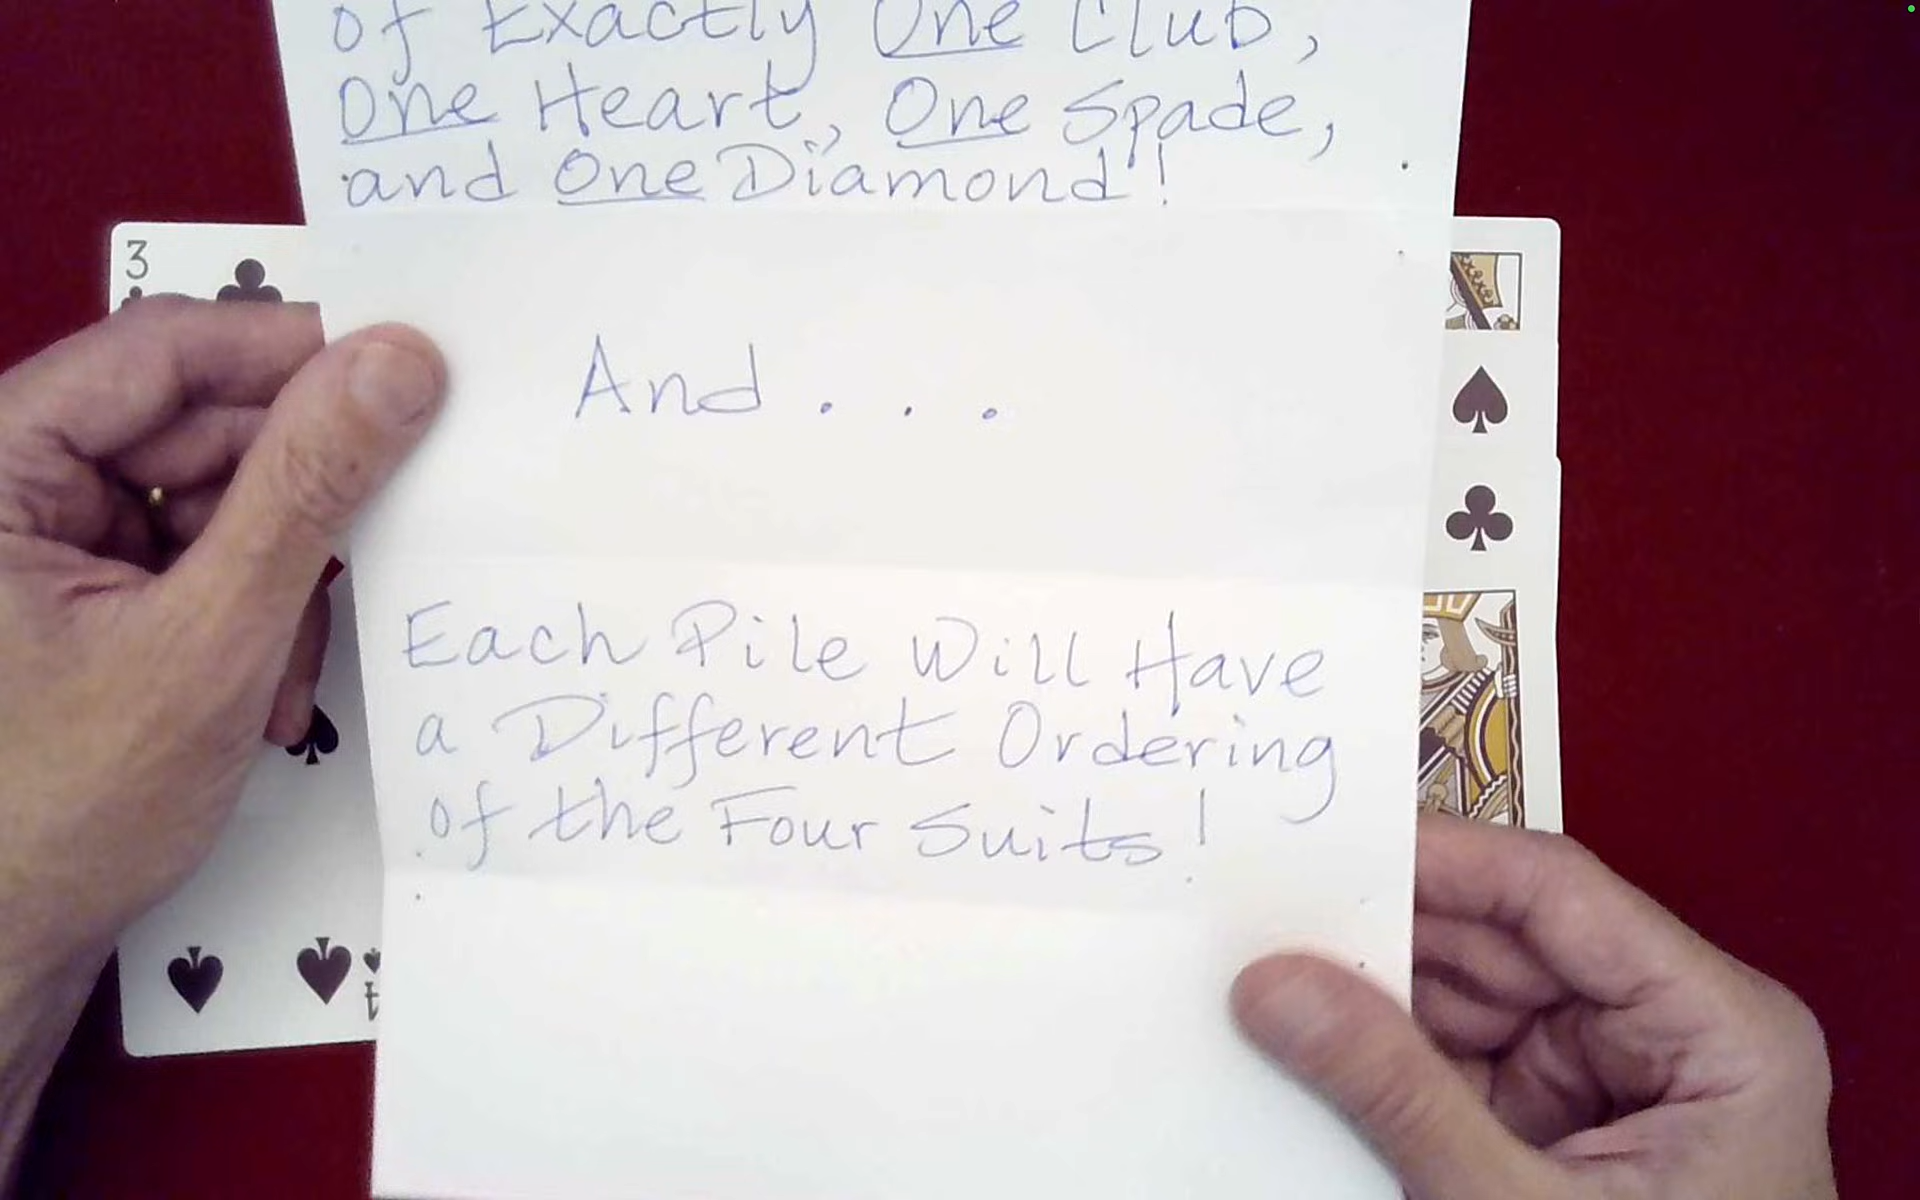 of Exactly One Club,
One Heart, One Spade,
and One Diamond!
3
And . . .
Each Pile Will Have
a Different Ordering
of the Four Suits!
4